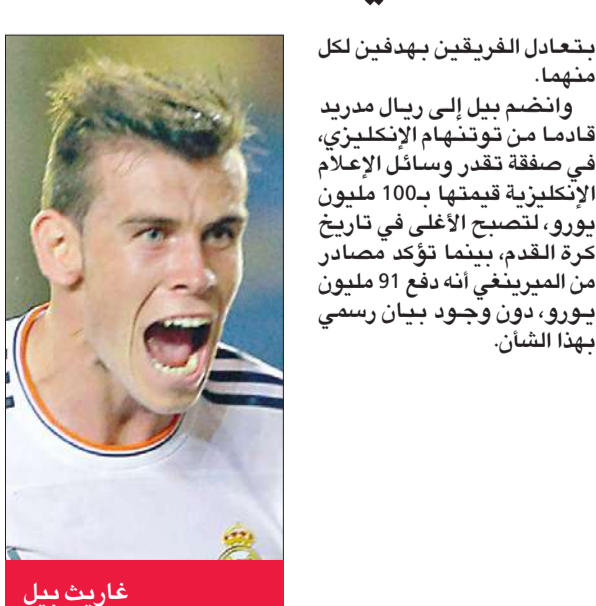 بتعادل الفريقين بهدفين لكل
منهما.
وانضم بيل إلى ريال مدريد
قادما من توتنهام الإنكليزي،
في صفقة تقدر وسائل الإعلام
الإنكليزية قيمتها بـ100 مليون
يورو، لتصبح الأغلى في تاريخ
كرة القدم، بينما تؤكد مصادر
من الميرينغي أنه دفع 91 مليون
يورو، دون وجود بيان رسمي
بهذا الشأن.
غاريث بيل